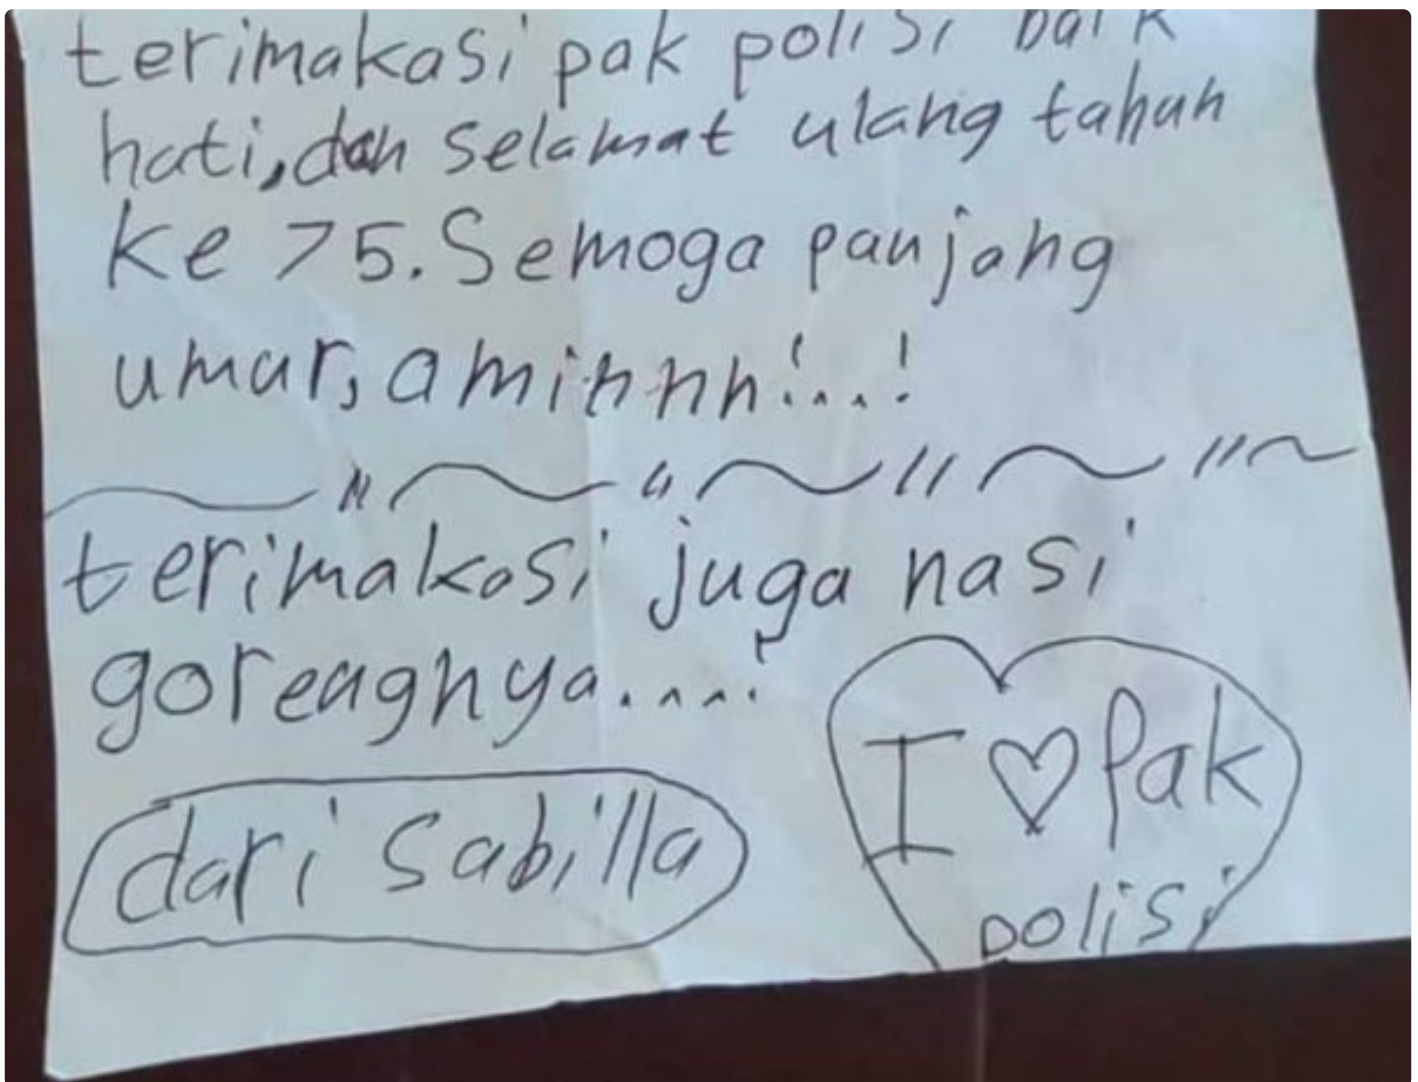 terimakasi pak polisi baik
hati, dan selamat ulang tahun
ke 75. Semoga panjang
umur, aminnn!...!
terimakasi juga nasi
gorengnya....!
dari sabilla
I ♡ Pak
polisi